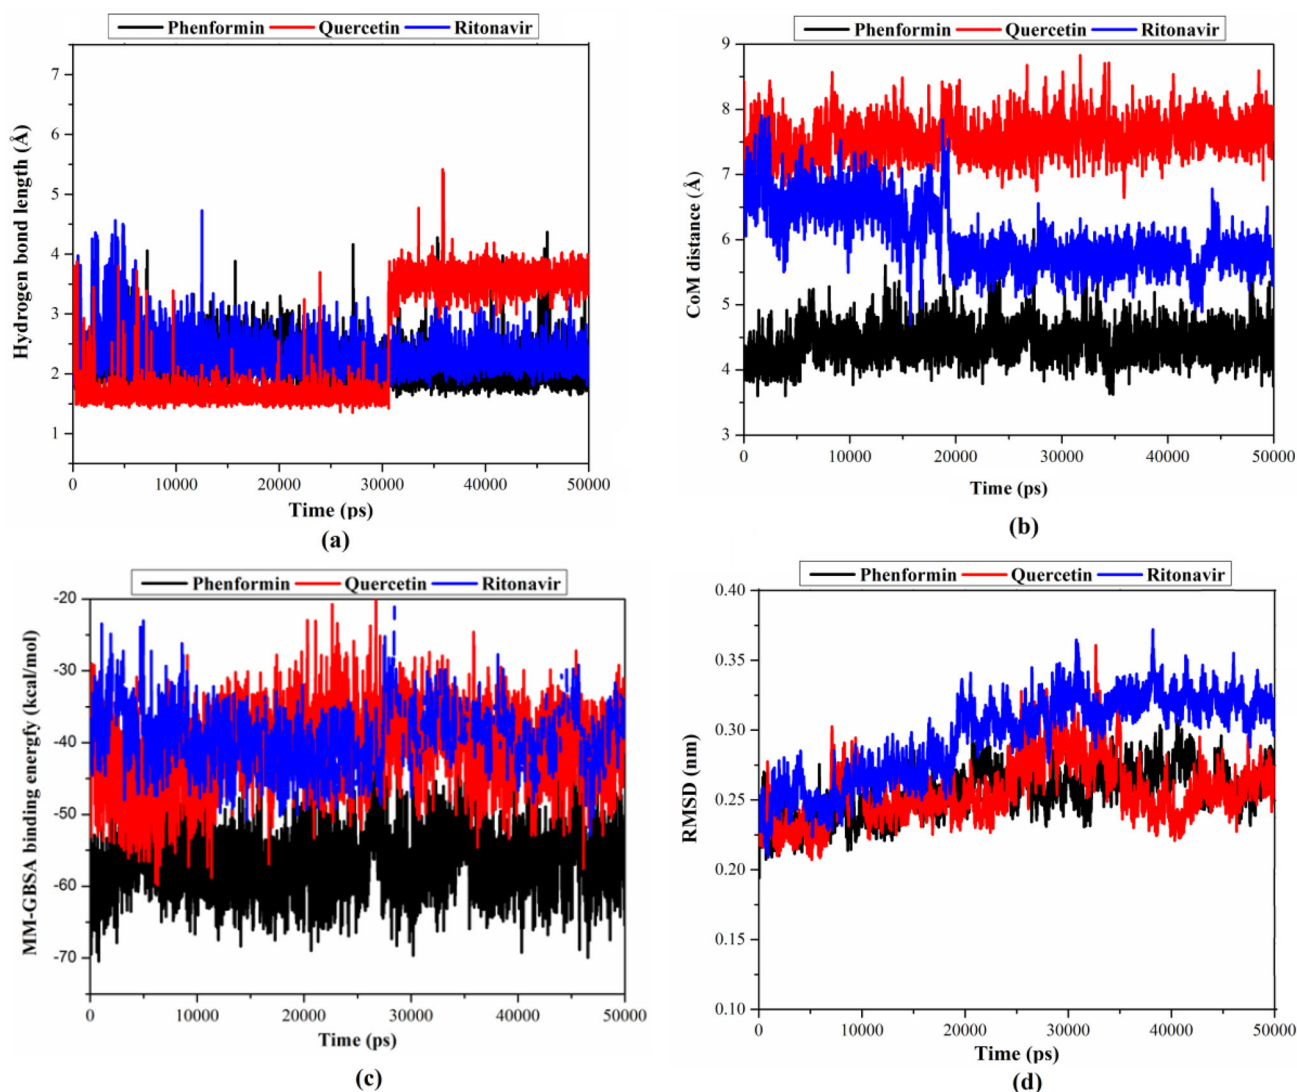 Phenformin Quercetin Ritonavir
7
6
5
4
3
2
1
Hydrogen bond length (Å)
0 10000 20000 30000 40000 50000
Time (ps)
(a)
Phenformin Quercetin Ritonavir
9
8
7
6
5
4
3
CoM distance (Å)
0 10000 20000 30000 40000 50000
Time (ps)
(b)
Phenformin Quercetin Ritonavir
-20
-30
-40
-50
-60
-70
MM-GBSA binding energfy (kcal/mol)
0 10000 20000 30000 40000 50000
Time (ps)
(c)
Phenformin Quercetin Ritonavir
0.40
0.35
0.30
0.25
0.20
0.15
0.10
RMSD (nm)
0 10000 20000 30000 40000 50000
Time (ps)
(d)